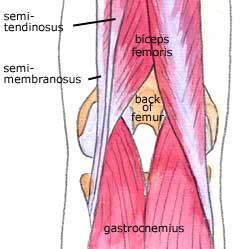 semi-
tendinosus
biceps
femoris
semi-
membranosus
back
of
femur
gastrocnemius